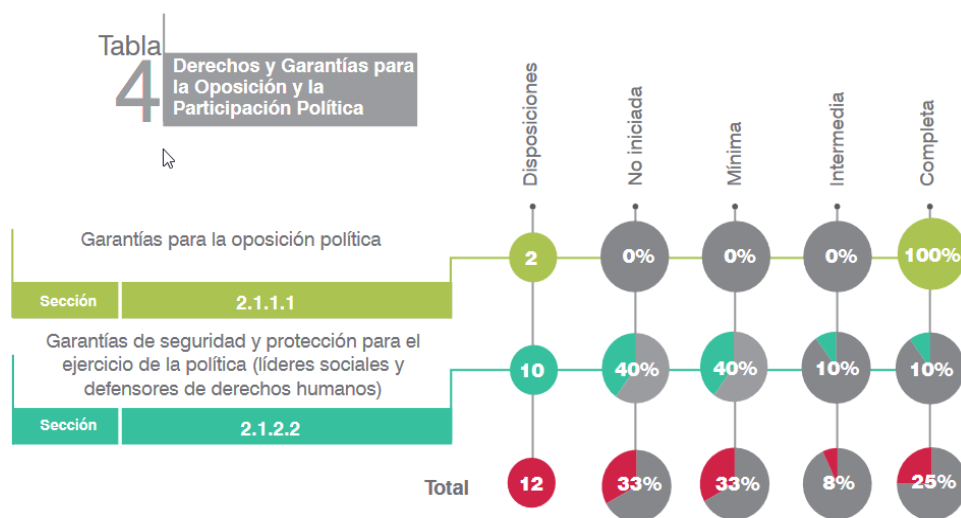 Tabla
4
Derechos y Garantías para
la Oposición y la
Participación Política
Disposiciones
No iniciada
Mínima
Intermedia
Completa
Garantías para la oposición política
2
0%
0%
0%
100%
Sección
2.1.1.1
Garantías de seguridad y protección para el
ejercicio de la política (líderes sociales y
defensores de derechos humanos)
10
40%
40%
10%
10%
Sección
2.1.2.2
Total
12
33%
33%
8%
25%